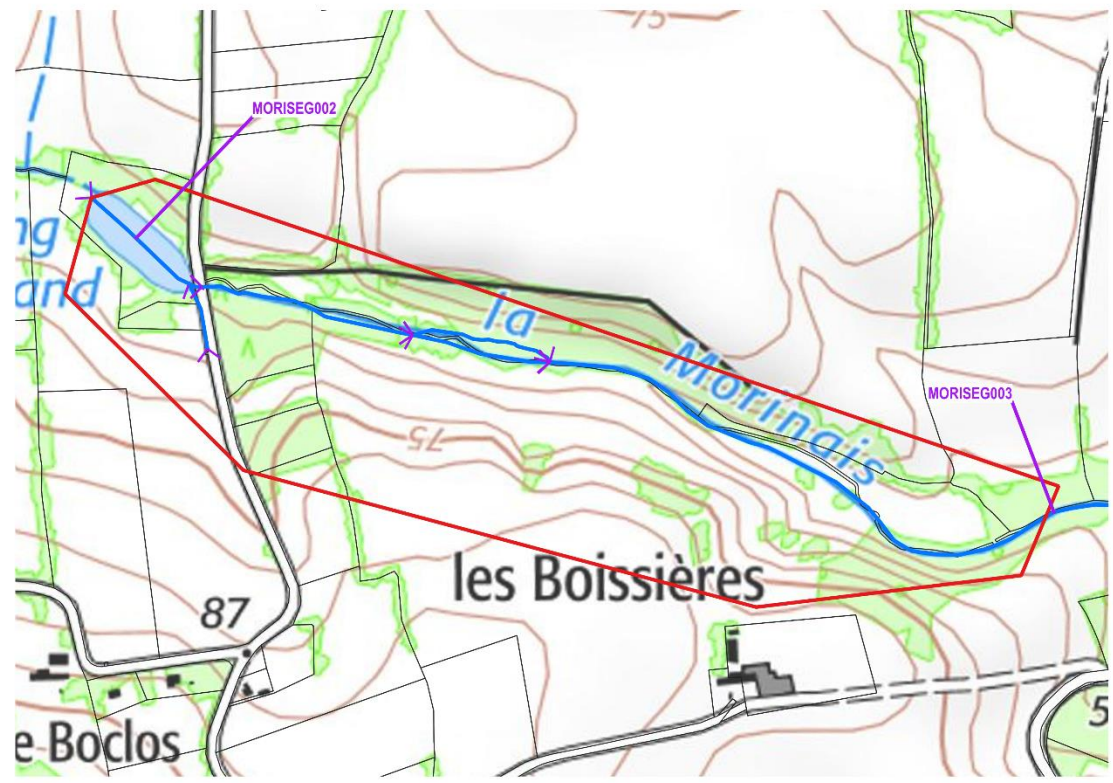 75
MORISEG002
ng
and
la
Morinais
MORISEG003
75
les Boissières
87
e Boclos
5